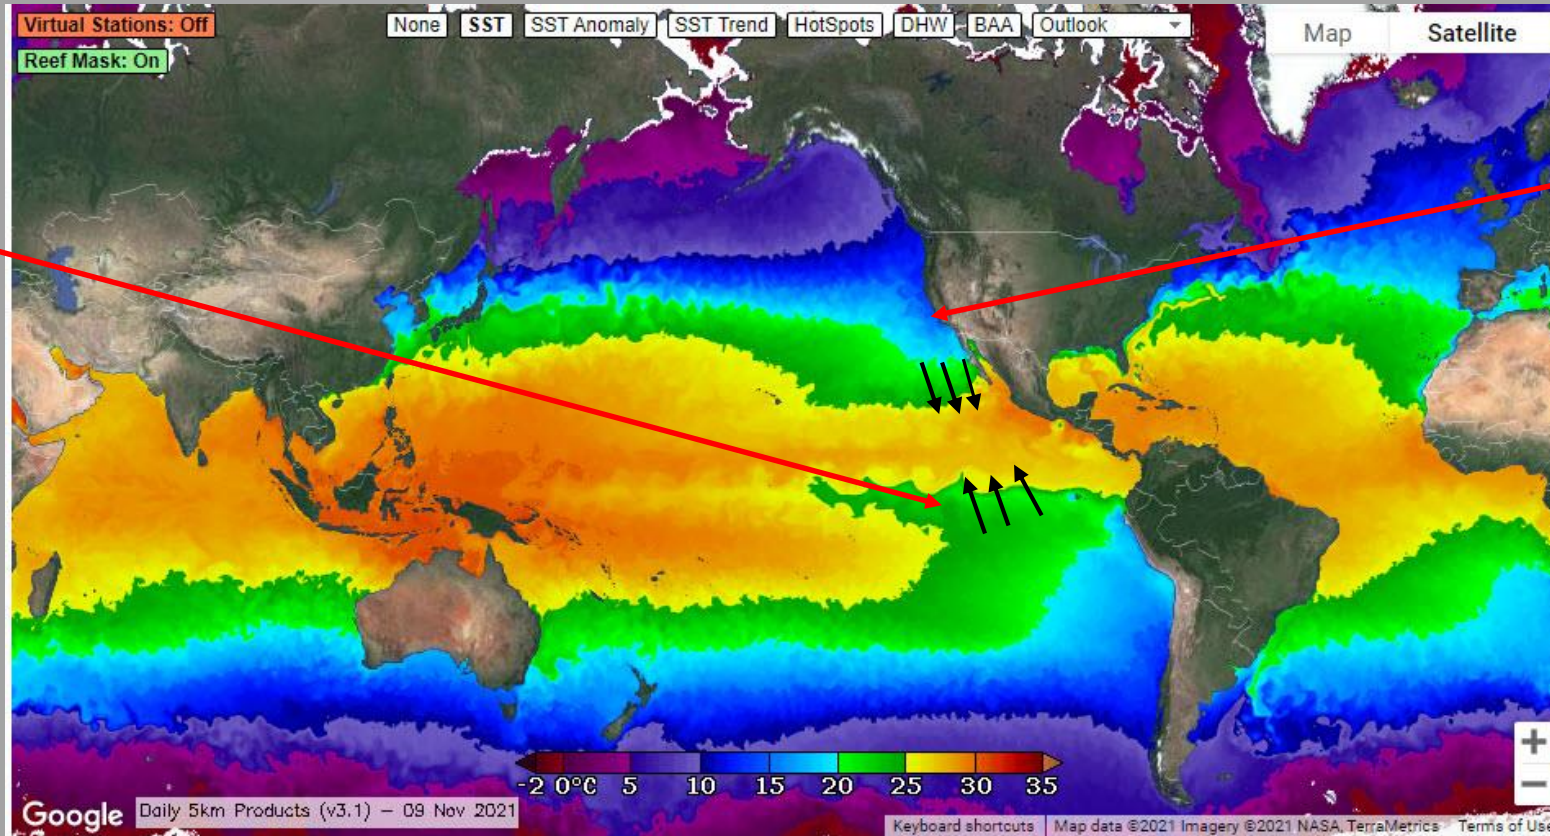 Virtual Stations: Off
None SST SST Anomaly SST Trend HotSpots DHW BAA Outlook
Map Satellite
Reef Mask: On
+
−
-2 0°C 5 10 15 20 25 30 35
Google
Daily 5km Products (v3.1) – 09 Nov 2021
Keyboard shortcuts Map data ©2021 Imagery ©2021 NASA, TerraMetrics Terms of Use